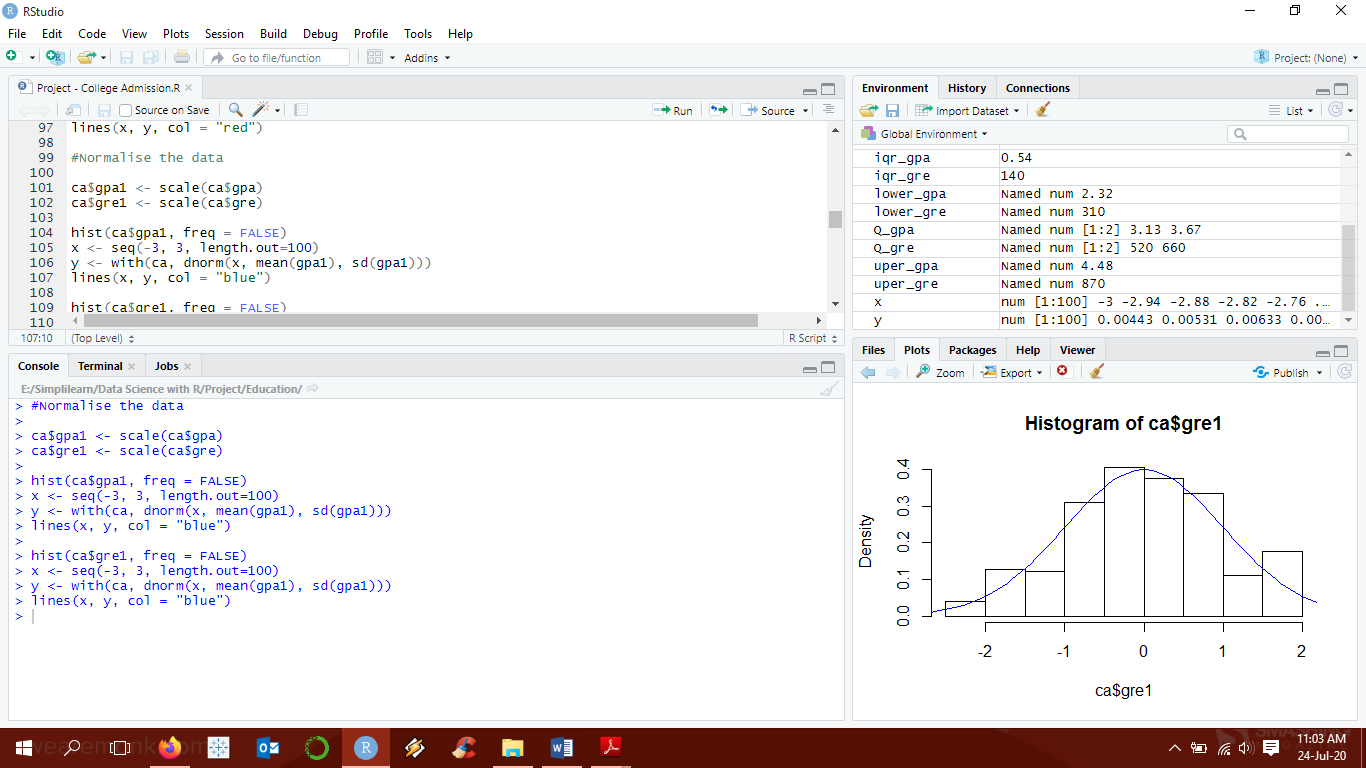 RStudio
File Edit Code View Plots Session Build Debug Profile Tools Help
Go to file/function Addins Project: (None)
Project - College Admission.R
Source on Save Run Source
97 lines(x, y, col = "red")
98
99 #Normalise the data
100
101 ca$gpa1 <- scale(ca$gpa)
102 ca$gre1 <- scale(ca$gre)
103
104 hist(ca$gpa1, freq = FALSE)
105 x <- seq(-3, 3, length.out=100)
106 y <- with(ca, dnorm(x, mean(gpa1), sd(gpa1)))
107 lines(x, y, col = "blue")
108
109 hist(ca$gre1, freq = FALSE)
110
107:10 (Top Level) R Script
Console Terminal Jobs
E:/Simplilearn/Data Science with R/Project/Education/
> #Normalise the data
>
> ca$gpa1 <- scale(ca$gpa)
> ca$gre1 <- scale(ca$gre)
>
> hist(ca$gpa1, freq = FALSE)
> x <- seq(-3, 3, length.out=100)
> y <- with(ca, dnorm(x, mean(gpa1), sd(gpa1)))
> lines(x, y, col = "blue")
>
> hist(ca$gre1, freq = FALSE)
> x <- seq(-3, 3, length.out=100)
> y <- with(ca, dnorm(x, mean(gpa1), sd(gpa1)))
> lines(x, y, col = "blue")
>
Environment History Connections
Import Dataset List
Global Environment
iqr_gpa 0.54
iqr_gre 140
lower_gpa Named num 2.32
lower_gre Named num 310
Q_gpa Named num [1:2] 3.13 3.67
Q_gre Named num [1:2] 520 660
uper_gpa Named num 4.48
uper_gre Named num 870
x num [1:100] -3 -2.94 -2.88 -2.82 -2.76 ...
y num [1:100] 0.00443 0.00531 0.00633 0.00...
Files Plots Packages Help Viewer
Zoom Export Publish
Histogram of ca$gre1
Density
0.4
0.3
0.2
0.1
0.0
-2 -1 0 1 2
ca$gre1
11:03 AM
24-Jul-20